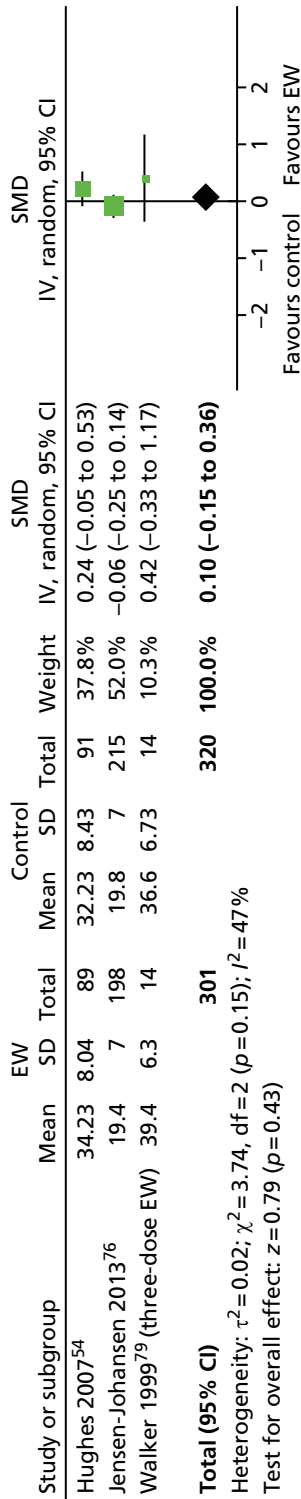 EW Control SMD SMD
Study or subgroup Mean SD Total Mean SD Total Weight IV, random, 95% CI IV, random, 95% CI
Hughes 2007⁵⁴ 34.23 8.04 89 32.23 8.43 91 37.8% 0.24 (−0.05 to 0.53)
Jensen-Johansen 2013⁷⁶ 19.4 7 198 19.8 7 215 52.0% −0.06 (−0.25 to 0.14)
Walker 1999⁷⁹ (three-dose EW) 39.4 6.3 14 36.6 6.73 14 10.3% 0.42 (−0.33 to 1.17)
Total (95% CI) 301 320 100.0% 0.10 (−0.15 to 0.36)
Heterogeneity: τ²=0.02; χ²=3.74, df=2 (p=0.15); I²=47%
Test for overall effect: z=0.79 (p=0.43)
−2 −1 0 1 2
Favours control Favours EW